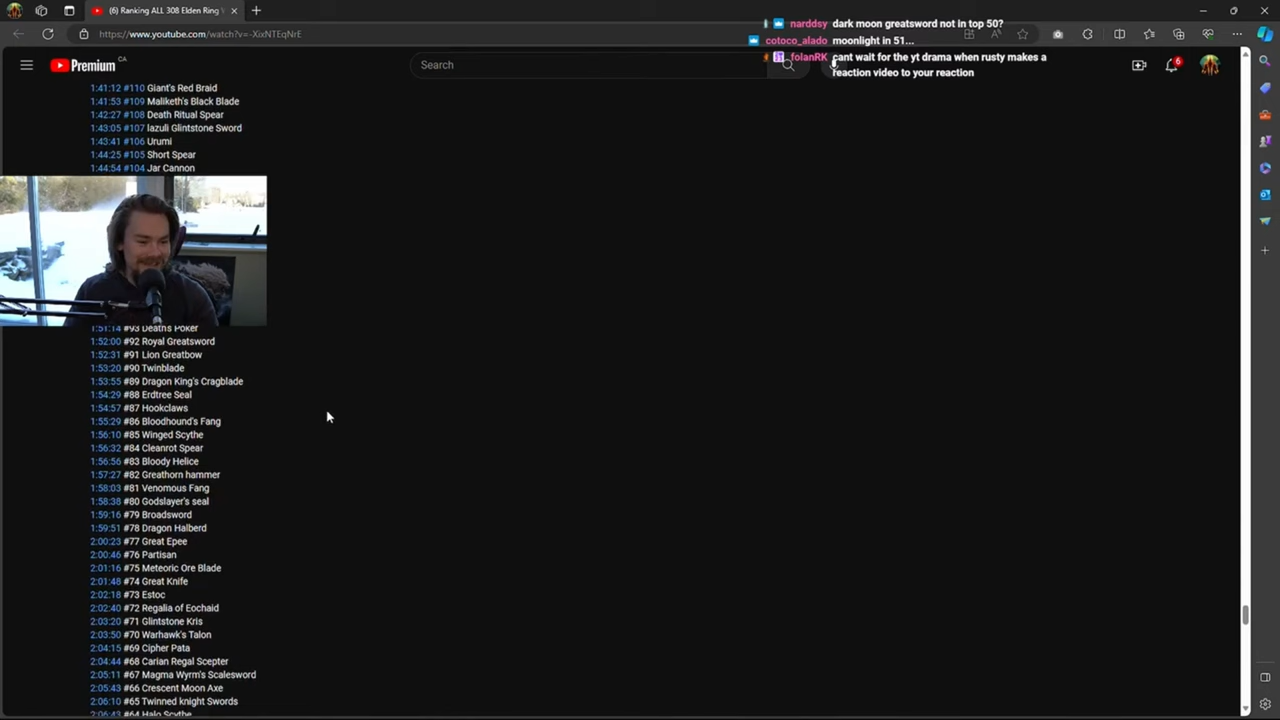 (6) Ranking ALL 308 Elden Ring
https://www.youtube.com/watch?v=-XixNTEqNrE
narddsy dark moon greatsword not in top 50?
cotoco_alado moonlight in 51...
folanRK cant wait for the yt drama when rusty makes a
reaction video to your reaction
Premium CA
Search
6
1:41:12 #110 Giant's Red Braid
1:41:53 #109 Maliketh's Black Blade
1:42:27 #108 Death Ritual Spear
1:43:05 #107 lazuli Glintstone Sword
1:43:41 #106 Urumi
1:44:25 #105 Short Spear
1:44:54 #104 Jar Cannon
1:51:14 #93 Death's Poker
1:52:00 #92 Royal Greatsword
1:52:31 #91 Lion Greatbow
1:53:20 #90 Twinblade
1:53:55 #89 Dragon King's Cragblade
1:54:29 #88 Erdtree Seal
1:54:57 #87 Hookclaws
1:55:29 #86 Bloodhound's Fang
1:56:10 #85 Winged Scythe
1:56:32 #84 Cleanrot Spear
1:56:56 #83 Bloody Helice
1:57:27 #82 Greathorn hammer
1:58:03 #81 Venomous Fang
1:58:38 #80 Godslayer's seal
1:59:16 #79 Broadsword
1:59:51 #78 Dragon Halberd
2:00:23 #77 Great Epee
2:00:46 #76 Partisan
2:01:16 #75 Meteoric Ore Blade
2:01:48 #74 Great Knife
2:02:18 #73 Estoc
2:02:40 #72 Regalia of Eochaid
2:03:20 #71 Glintstone Kris
2:03:50 #70 Warhawk's Talon
2:04:15 #69 Cipher Pata
2:04:44 #68 Carian Regal Scepter
2:05:11 #67 Magma Wyrm's Scalesword
2:05:43 #66 Crescent Moon Axe
2:06:10 #65 Twinned knight Swords
2:06:43 #64 Halo Scythe